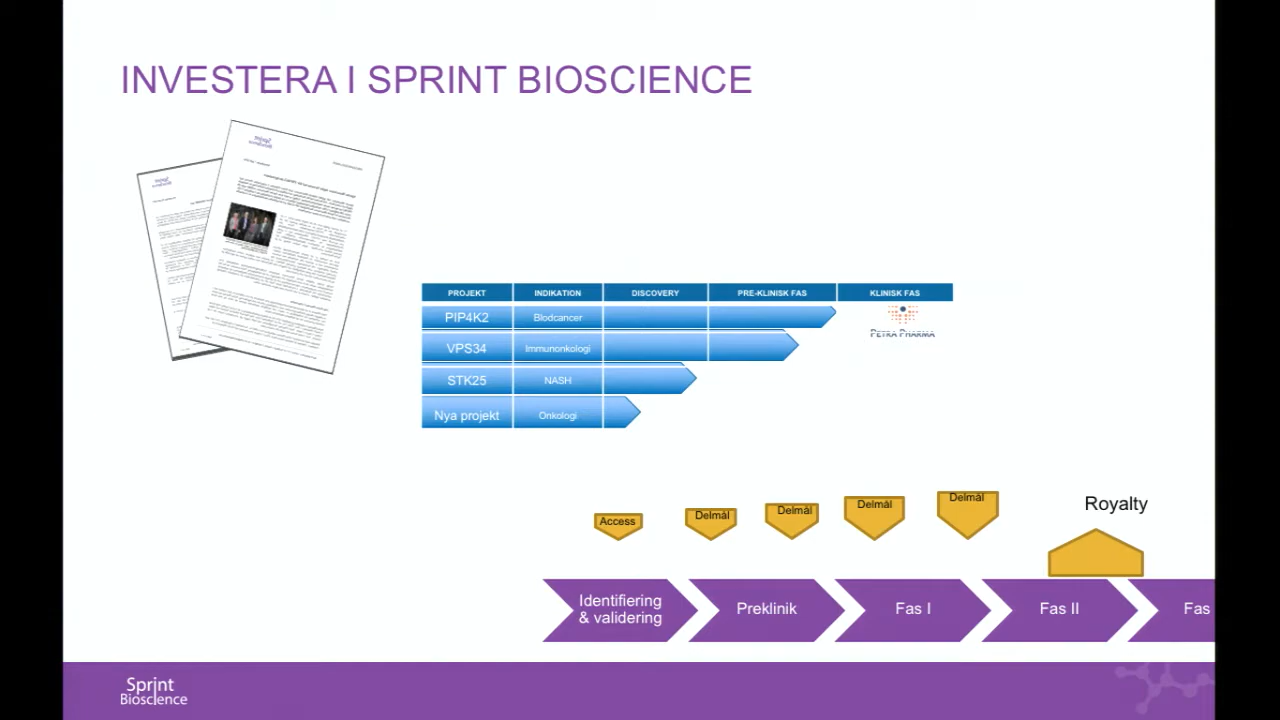 INVESTERA I SPRINT BIOSCIENCE
PROJEKT INDIKATION DISCOVERY PRE-KLINISK FAS KLINISK FAS
PIP4K2 Blodcancer
PETRA PHARMA
VPS34 Immunonkologi
STK25 NASH
Nya projekt Onkologi
Access Delmål Delmål Delmål Delmål Royalty
Identifiering
& validering
Preklinik
Fas I
Fas II
Fas
Sprint
Bioscience